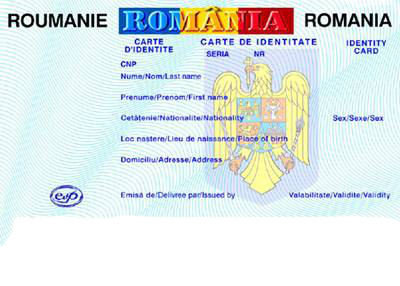 ROUMANIE ROMÂNIA ROMANIA
CARTE D'IDENTITE
CARTE DE IDENTITATE
IDENTITY CARD
SERIA NR
CNP
Nume/Nom/Last name
Prenume/Prenom/First name
Cetăţenie/Nationalite/Nationality Sex/Sexe/Sex
Loc naştere/Lieu de naissance/Place of birth
Domiciliu/Adresse/Address
Emisă de/Delivree par/Issued by Valabilitate/Validite/Validity